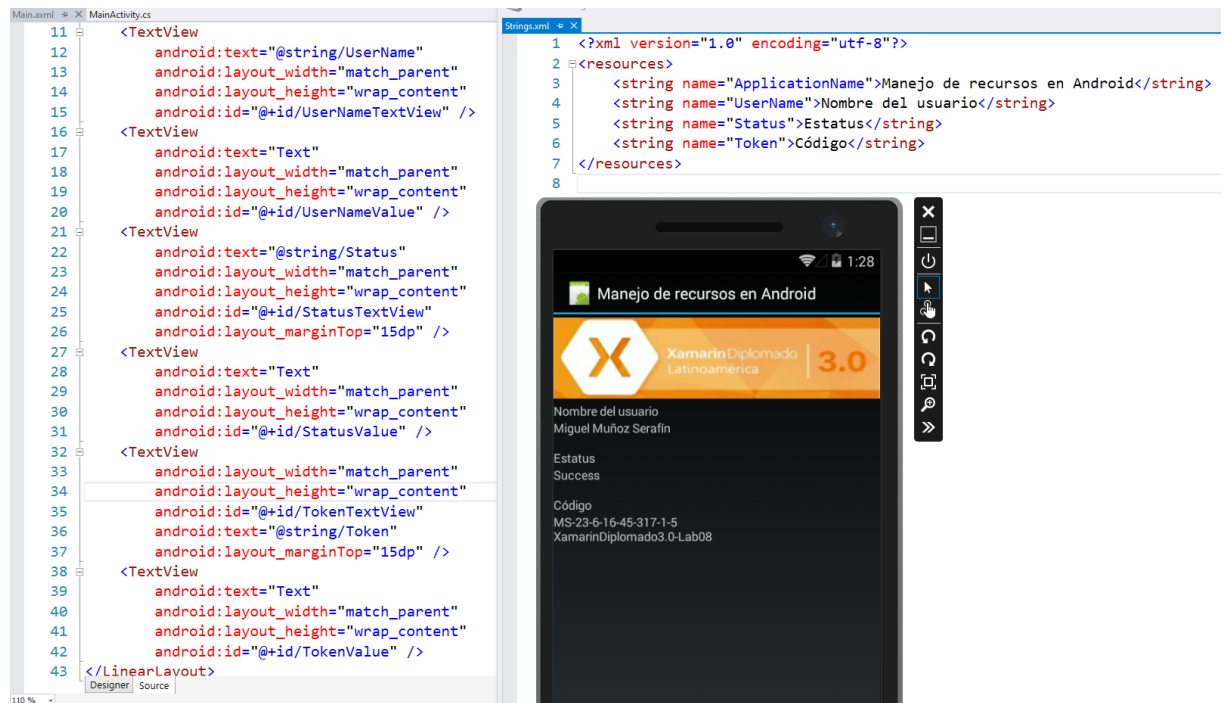 Main.axml
MainActivity.cs
11 <TextView
12 android:text="@string/UserName"
13 android:layout_width="match_parent"
14 android:layout_height="wrap_content"
15 android:id="@+id/UserNameTextView" />
16 <TextView
17 android:text="Text"
18 android:layout_width="match_parent"
19 android:layout_height="wrap_content"
20 android:id="@+id/UserNameValue" />
21 <TextView
22 android:text="@string/Status"
23 android:layout_width="match_parent"
24 android:layout_height="wrap_content"
25 android:id="@+id/StatusTextView"
26 android:layout_marginTop="15dp" />
27 <TextView
28 android:text="Text"
29 android:layout_width="match_parent"
30 android:layout_height="wrap_content"
31 android:id="@+id/StatusValue" />
32 <TextView
33 android:layout_width="match_parent"
34 android:layout_height="wrap_content"
35 android:id="@+id/TokenTextView"
36 android:text="@string/Token"
37 android:layout_marginTop="15dp" />
38 <TextView
39 android:text="Text"
40 android:layout_width="match_parent"
41 android:layout_height="wrap_content"
42 android:id="@+id/TokenValue" />
43 </LinearLayout>
Designer Source
110 %
Strings.xml
1 <?xml version="1.0" encoding="utf-8"?>
2 <resources>
3 <string name="ApplicationName">Manejo de recursos en Android</string>
4 <string name="UserName">Nombre del usuario</string>
5 <string name="Status">Estatus</string>
6 <string name="Token">Código</string>
7 </resources>
8
1:28
Manejo de recursos en Android
Xamarin Diplomado
Latinoamérica
3.0
Nombre del usuario
Miguel Muñoz Serafín
Estatus
Success
Código
MS-23-6-16-45-317-1-5
XamarinDiplomado3.0-Lab08